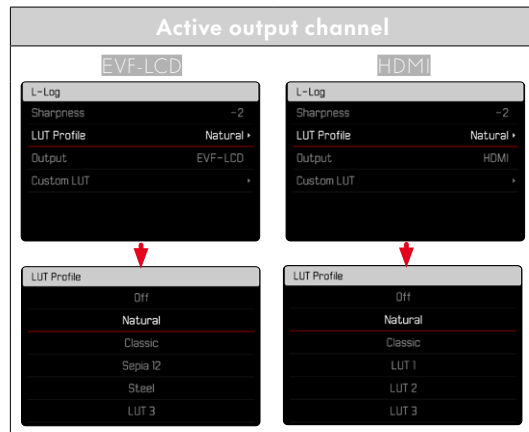 Active output channel
EVF-LCD
L-Log
Sharpness -2
LUT Profile Natural
Output EVF-LCD
Custom LUT
LUT Profile
Off
Natural
Classic
Sepia 12
Steel
LUT 3
HDMI
L-Log
Sharpness -2
LUT Profile Natural
Output HDMI
Custom LUT
LUT Profile
Off
Natural
Classic
LUT 1
LUT 2
LUT 3